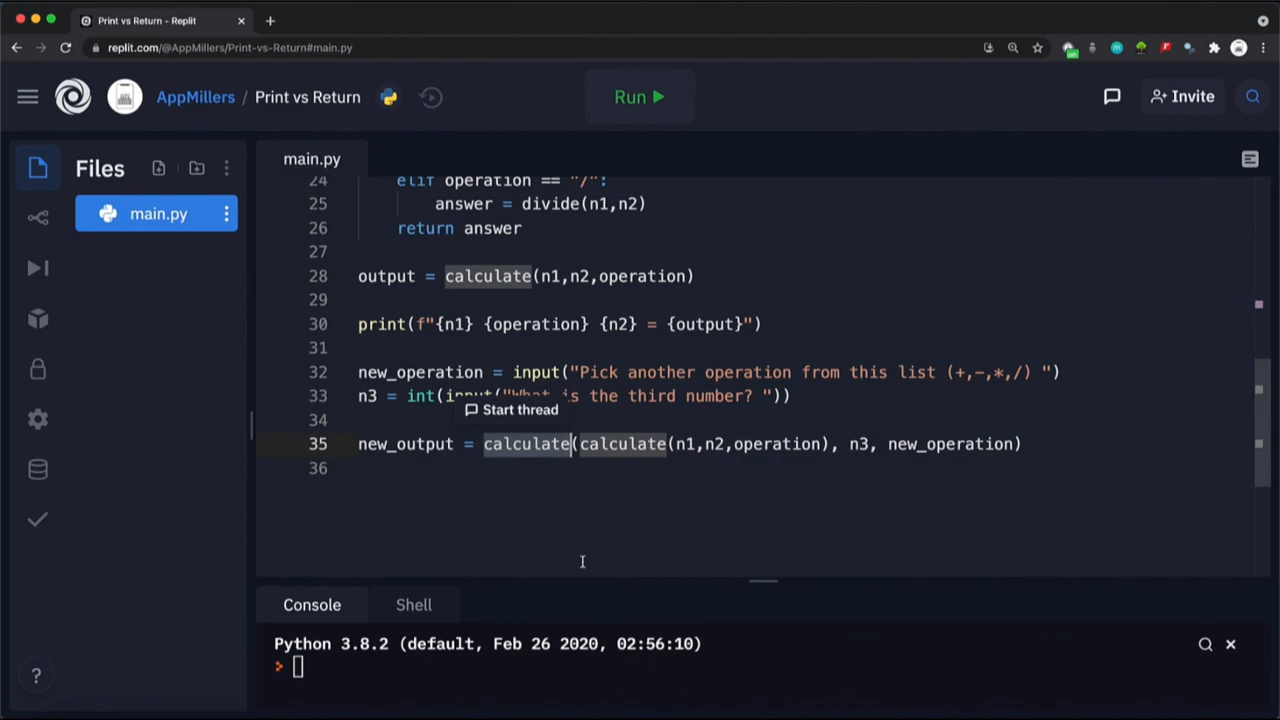 Print vs Return - Replit
replit.com/@AppMillers/Print-vs-Return#main.py
AppMillers / Print vs Return
Run
Invite
Files
main.py
main.py
24 elif operation == "/":
25 answer = divide(n1,n2)
26 return answer
27
28 output = calculate(n1,n2,operation)
29
30 print(f"{n1} {operation} {n2} = {output}")
31
32 new_operation = input("Pick another operation from this list (+,-,*,/) ")
33 n3 = int(input("What is the third number? "))
Start thread
34
35 new_output = calculate(calculate(n1,n2,operation), n3, new_operation)
36
Console
Shell
Python 3.8.2 (default, Feb 26 2020, 02:56:10)
>
?